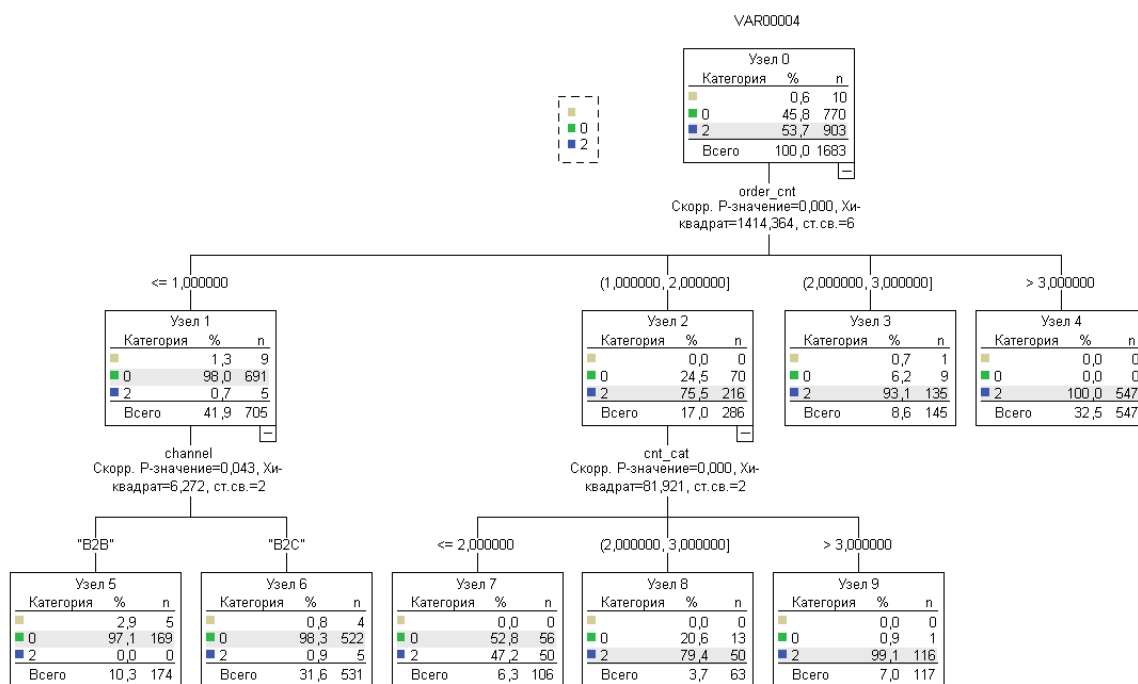 VAR00004
Узел 0
Категория % n
0,6 10
0 45,8 770
2 53,7 903
Всего 100,0 1683
0
2
order_cnt
Скорр. P-значение=0,000, Хи-
квадрат=1414,364, ст.св.=6
<= 1,000000
(1,000000, 2,000000]
(2,000000, 3,000000]
> 3,000000
Узел 1
Категория % n
1,3 9
0 98,0 691
2 0,7 5
Всего 41,9 705
Узел 2
Категория % n
0,0 0
0 24,5 70
2 75,5 216
Всего 17,0 286
Узел 3
Категория % n
0,7 1
0 6,2 9
2 93,1 135
Всего 8,6 145
Узел 4
Категория % n
0,0 0
0 0,0 0
2 100,0 547
Всего 32,5 547
channel
Скорр. P-значение=0,043, Хи-
квадрат=6,272, ст.св.=2
cnt_cat
Скорр. P-значение=0,000, Хи-
квадрат=81,921, ст.св.=2
"B2B"
"B2C"
<= 2,000000
(2,000000, 3,000000]
> 3,000000
Узел 5
Категория % n
2,9 5
0 97,1 169
2 0,0 0
Всего 10,3 174
Узел 6
Категория % n
0,8 4
0 98,3 522
2 0,9 5
Всего 31,6 531
Узел 7
Категория % n
0,0 0
0 52,8 56
2 47,2 50
Всего 6,3 106
Узел 8
Категория % n
0,0 0
0 20,6 13
2 79,4 50
Всего 3,7 63
Узел 9
Категория % n
0,0 0
0 0,9 1
2 99,1 116
Всего 7,0 117